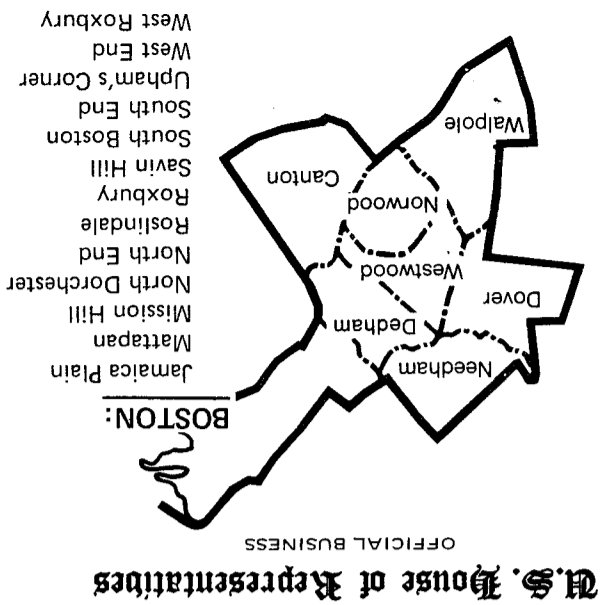 U.S. House of Representatives
OFFICIAL BUSINESS
Needham
Dedham
Dover
Westwood
Norwood
Canton
Walpole
BOSTON:
Jamaica Plain
Mattapan
Mission Hill
North Dorchester
North End
Roslindale
Roxbury
Savin Hill
South Boston
South End
Upham's Corner
West End
West Roxbury